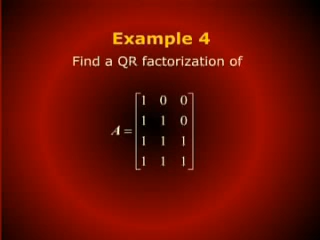 Example 4
Find a QR factorization of
A = [1 0 0
1 1 0
1 1 1
1 1 1]